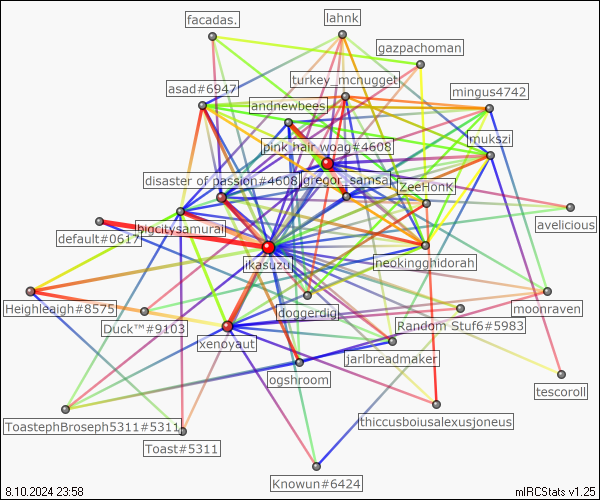 facadas.
lahnk
gazpachoman
turkey_mcnugget
asad#6947
mingus4742
andnewbees
mukszi
pink hair woag#4608
disaster of passion#4608
gregor_samsa
ZeeHonk
avelicious
default#0617
bigcitysamurai
ikasuzu
neokingghidorah
Heighleaigh#8575
doggerdig
moonraven
Duck™#9103
Random Stuf6#5983
xenoyaut
jarlbreadmaker
ogshroom
tescoroll
ToastephBroseph5311#5311
thiccusboiusalexusjoneus
Toast#5311
Knowun#6424
8.10.2024 23:58
mIRCStats v1.25